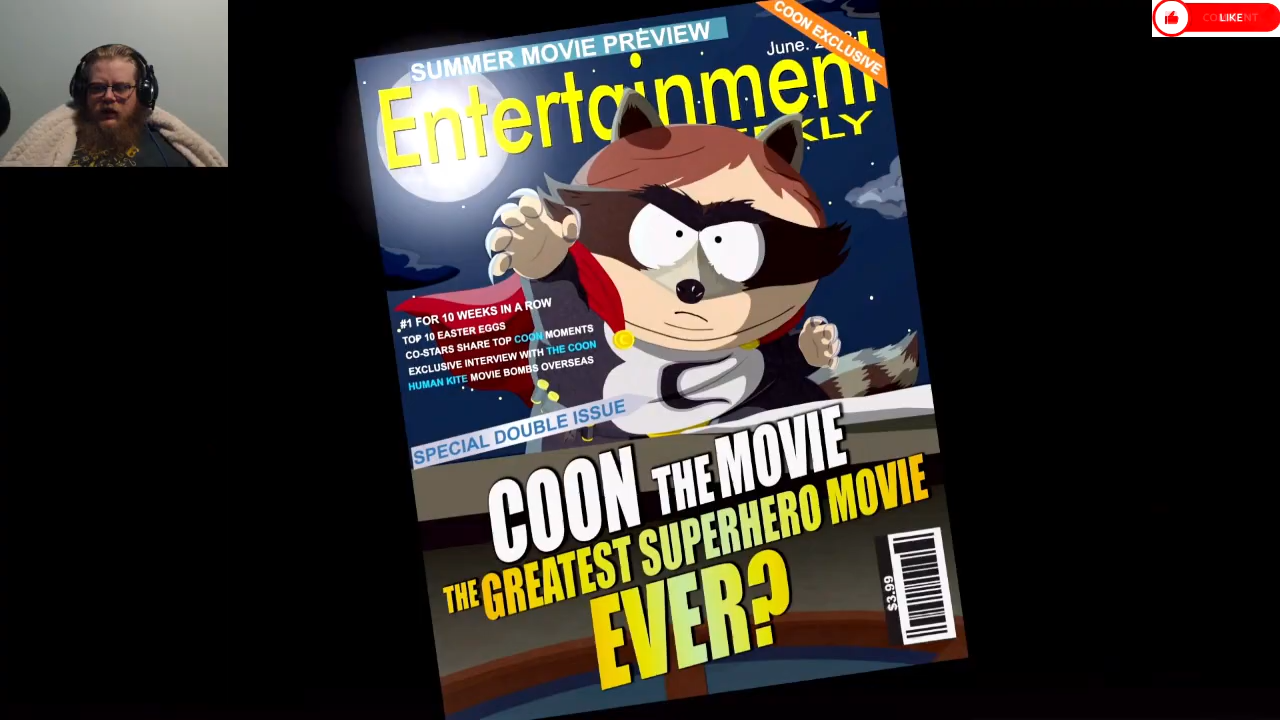 SUMMER MOVIE PREVIEW
COON EXCLUSIVE
June.
Entertainment
#1 FOR 10 WEEKS IN A ROW
TOP 10 EASTER EGGS
CO-STARS SHARE TOP COON MOMENTS
EXCLUSIVE INTERVIEW WITH THE COON
HUMAN KITE MOVIE BOMBS OVERSEAS
SPECIAL DOUBLE ISSUE
COON THE MOVIE
THE GREATEST SUPERHERO MOVIE
EVER?
$3.99
LIKE